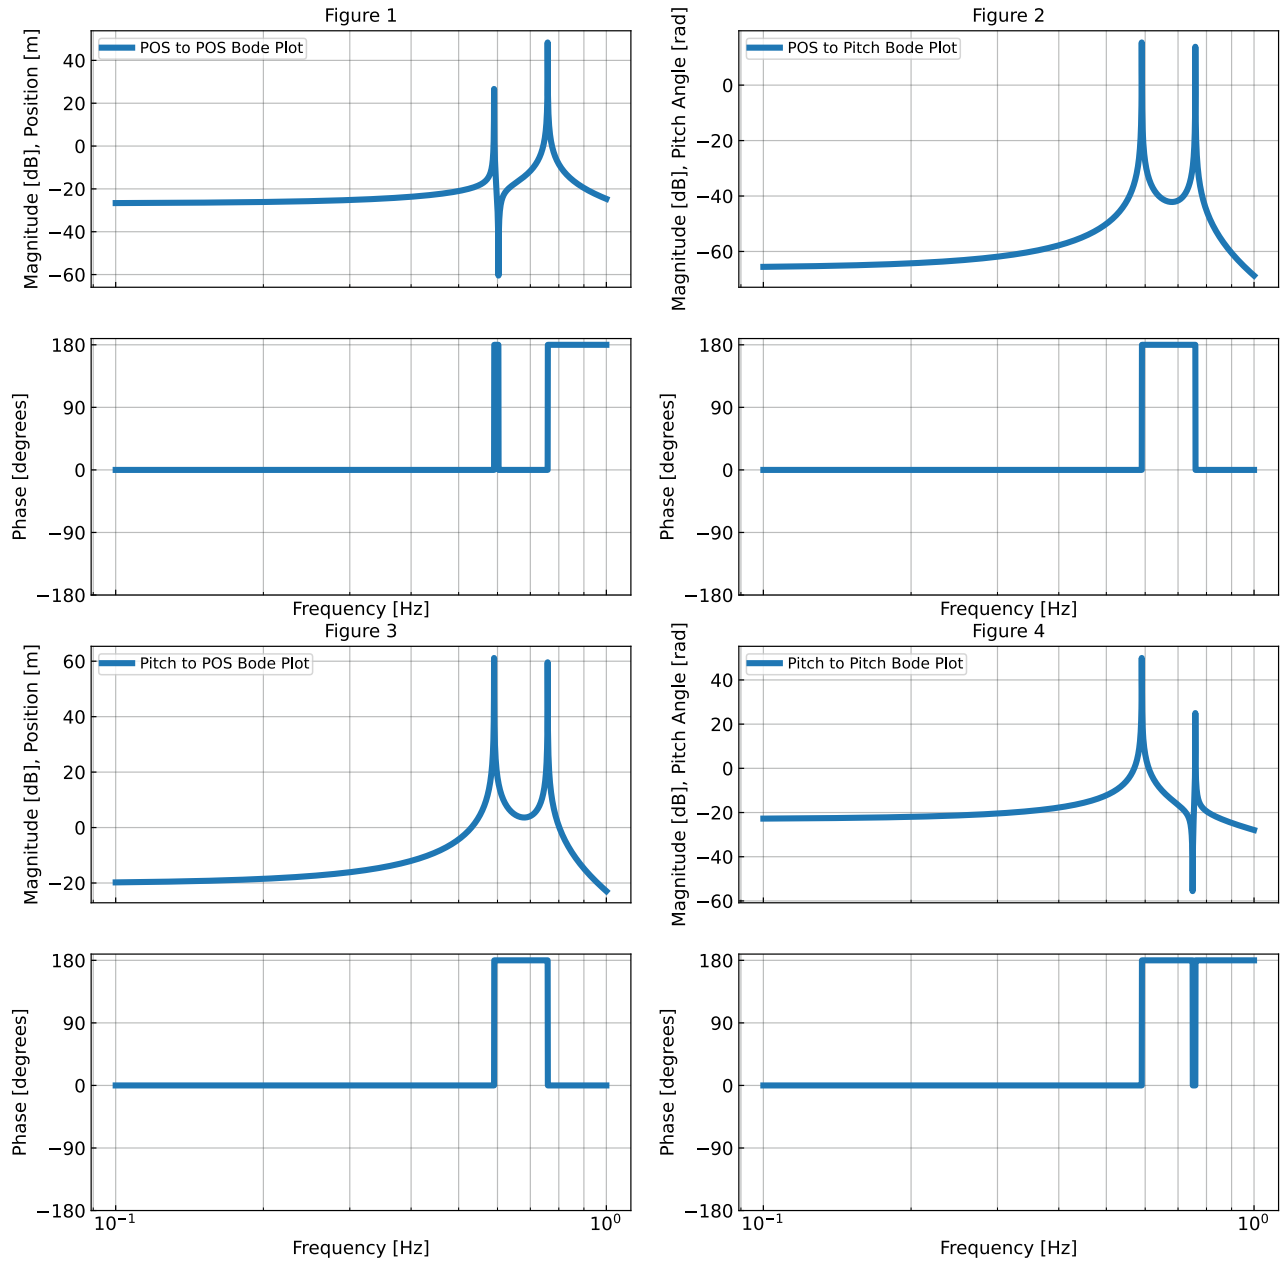 Figure 1
POS to POS Bode Plot
Magnitude [dB], Position [m]
40
20
0
−20
−40
−60
Phase [degrees]
180
90
0
−90
−180
Frequency [Hz]
Figure 2
POS to Pitch Bode Plot
Magnitude [dB], Pitch Angle [rad]
0
−20
−40
−60
Phase [degrees]
180
90
0
−90
−180
Frequency [Hz]
Figure 3
Pitch to POS Bode Plot
Magnitude [dB], Position [m]
60
40
20
0
−20
Phase [degrees]
180
90
0
−90
−180
10⁻¹ 10⁰
Frequency [Hz]
Figure 4
Pitch to Pitch Bode Plot
Magnitude [dB], Pitch Angle [rad]
40
20
0
−20
−40
−60
Phase [degrees]
180
90
0
−90
−180
10⁻¹ 10⁰
Frequency [Hz]